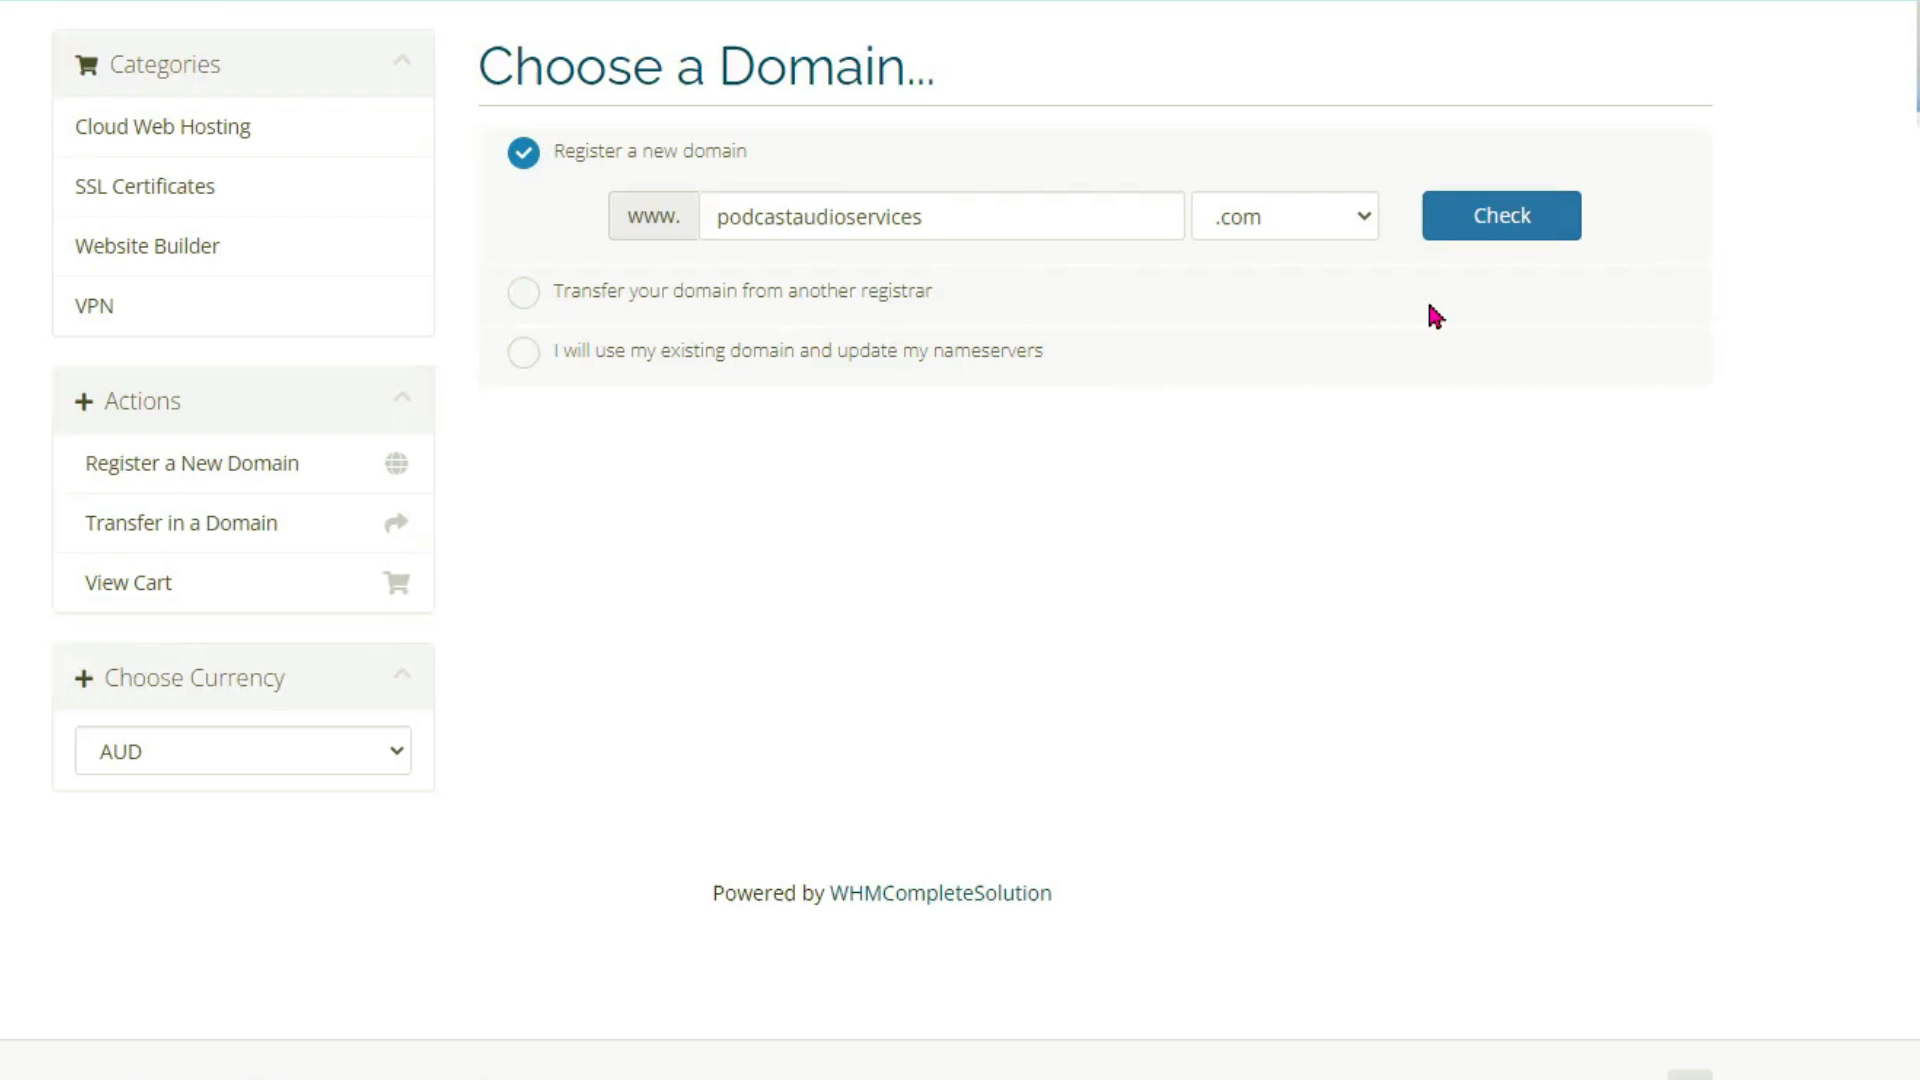 Categories
Cloud Web Hosting
SSL Certificates
Website Builder
VPN
Actions
Register a New Domain
Transfer in a Domain
View Cart
Choose Currency
AUD
Choose a Domain...
Register a new domain
www. podcastaudioservices .com Check
Transfer your domain from another registrar
I will use my existing domain and update my nameservers
Powered by WHMCompleteSolution